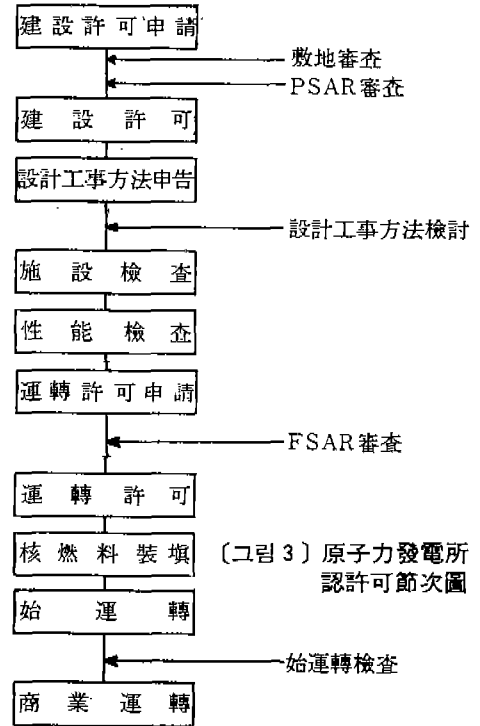 建設許可申請
敷地審査
PSAR審査
建設許可
設計工事方法申告
設計工事方法檢討
施設檢查
性能檢查
運轉許可申請
FSAR審査
運轉許可
核燃料裝塡
〔그림 3〕原子力發電所
認許可節次圖
始運轉
始運轉檢査
商業運轉